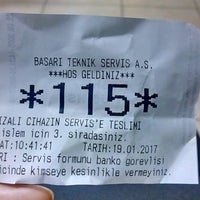 BASARI TEKNIK SERVIS A.S.
***HOS GELDINIZ***
*115*
IZALI CIHAZIN SERVIS'E TESLIMI
islem icin 3. siradasiniz.
AT:10:41:41 TARIH:19.01.2017
ARI : Servis formunu banko gorevlisi
icinde kimseye kesinlikle vermeyiniz.